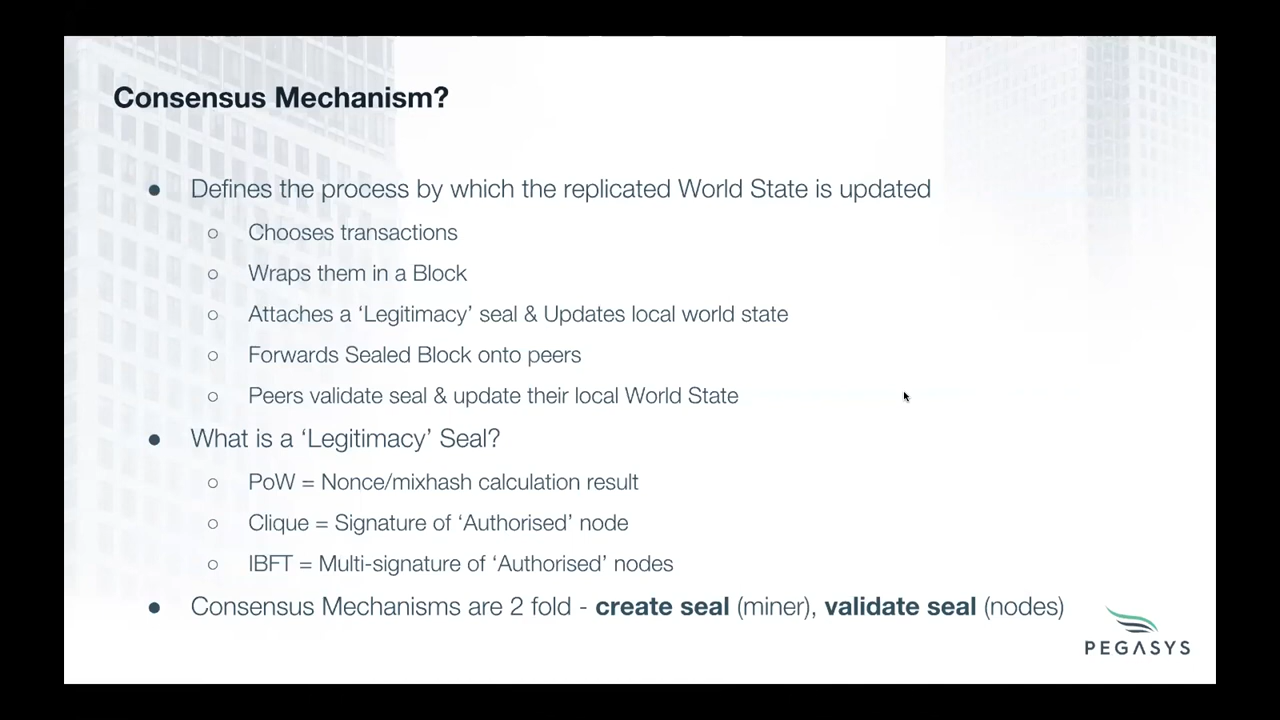 Consensus Mechanism?
● Defines the process by which the replicated World State is updated
○ Chooses transactions
○ Wraps them in a Block
○ Attaches a ‘Legitimacy’ seal & Updates local world state
○ Forwards Sealed Block onto peers
○ Peers validate seal & update their local World State
● What is a ‘Legitimacy’ Seal?
○ PoW = Nonce/mixhash calculation result
○ Clique = Signature of ‘Authorised’ node
○ IBFT = Multi-signature of ‘Authorised’ nodes
● Consensus Mechanisms are 2 fold - create seal (miner), validate seal (nodes)
PEGASYS